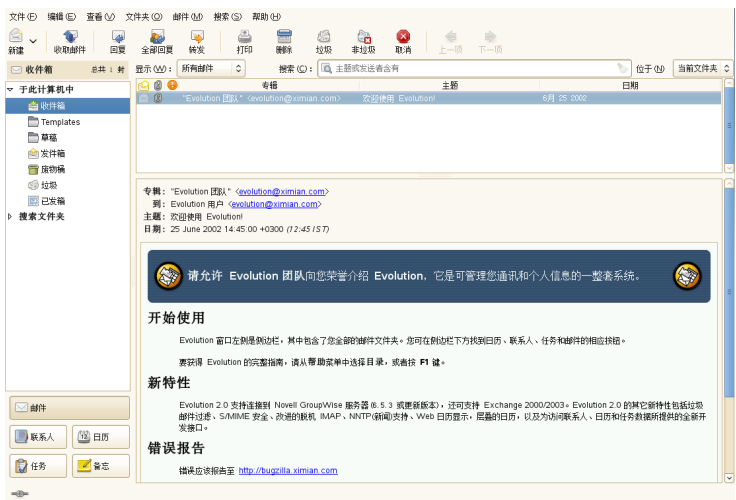 文件(F) 编辑(E) 查看(V) 文件夹(O) 邮件(M) 搜索(S) 帮助(H)
新建 收取邮件 回复 全部回复 转发 打印 删除 垃圾 非垃圾 取消 上一项 下一项
收件箱 总共 1 封 显示(W): 所有邮件 搜索(C): 主题或发送者含有 位于(N) 当前文件夹
于此计算机中
收件箱
Templates
草稿
发件箱
废物桶
垃圾
已发箱
搜索文件夹
邮件
联系人 日历
任务 备忘
专辑 主题 日期
"Evolution 团队" <evolution@ximian.com> 欢迎使用 Evolution! 6月 25 2002
专辑: "Evolution 团队" <evolution@ximian.com>
到: Evolution 用户 <evolution@ximian.com>
主题: 欢迎使用 Evolution!
日期: 25 June 2002 14:45:00 +0300 (12:45 IST)
请允许 Evolution 团队向您荣誉介绍 Evolution. 它是可管理您通讯和个人信息的一整套系统。
开始使用
Evolution 窗口左侧是侧边栏，其中包含了您全部的邮件文件夹。您可在侧边栏下方找到日历、联系人、任务和邮件的相应按钮。
要获得 Evolution 的完整指南，请从帮助菜单中选择目录，或者按 F1 键。
新特性
Evolution 2.0 支持连接到 Novell GroupWise 服务器(6.5.3 或更新版本)，还可支持 Exchange 2000/2003。Evolution 2.0 的其它新特性包括垃圾
邮件过滤、S/MIME 安全、改进的脱机 IMAP、NNTP(新闻)支持、Web 日历显示，层叠的日历，以及为访问联系人、日历和任务数据所提供的全新开
发接口。
错误报告
错误应该报告至 http://bugzilla.ximian.com